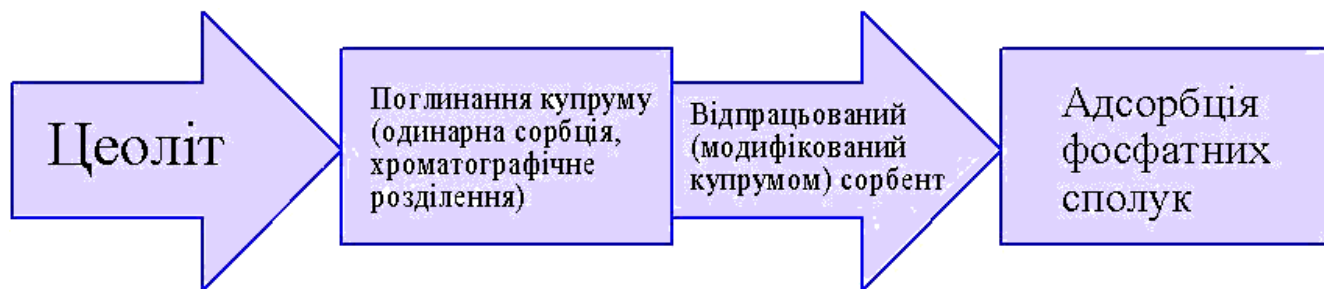 Цеоліт
Поглинання купруму
(одинарна сорбція,
хроматографічне
розділення)
Відпрацьований
(модифікований
купрумом) сорбент
Адсорбція
фосфатних
сполук